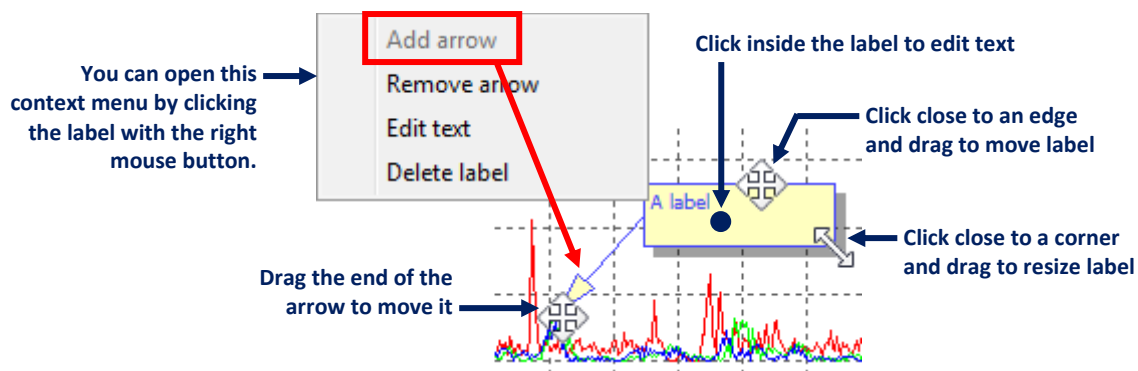 Add arrow
Remove arrow
Edit text
Delete label
You can open this
context menu by clicking
the label with the right
mouse button.
Click inside the label to edit text
Click close to an edge
and drag to move label
A label
Click close to a corner
and drag to resize label
Drag the end of the
arrow to move it